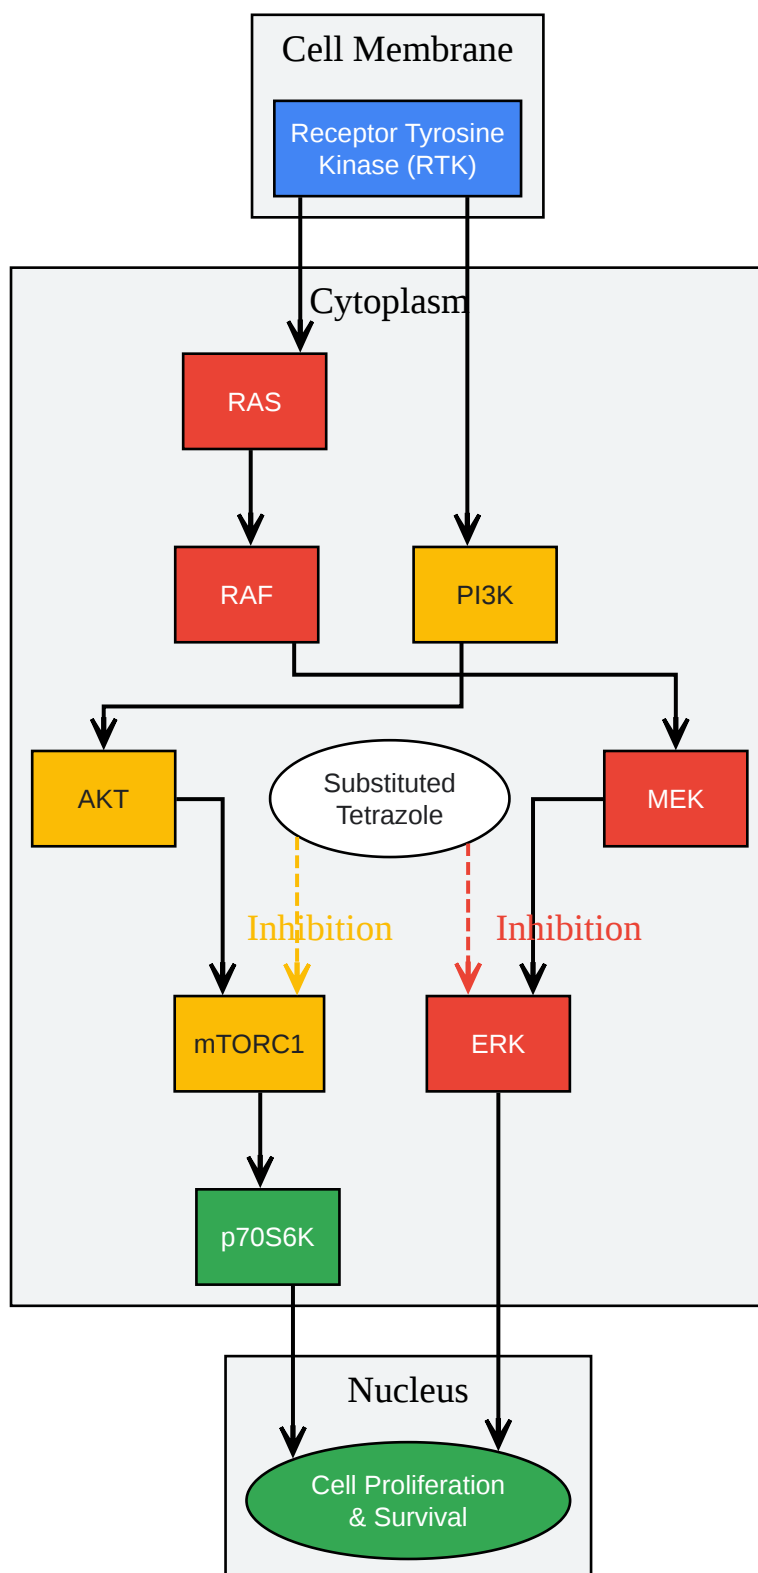 Cell Membrane
Receptor Tyrosine
Kinase (RTK)
Cytoplasm
RAS
RAF
PI3K
AKT
Substituted
Tetrazole
MEK
Inhibition
Inhibition
mTORC1
ERK
p70S6K
Nucleus
Cell Proliferation
& Survival